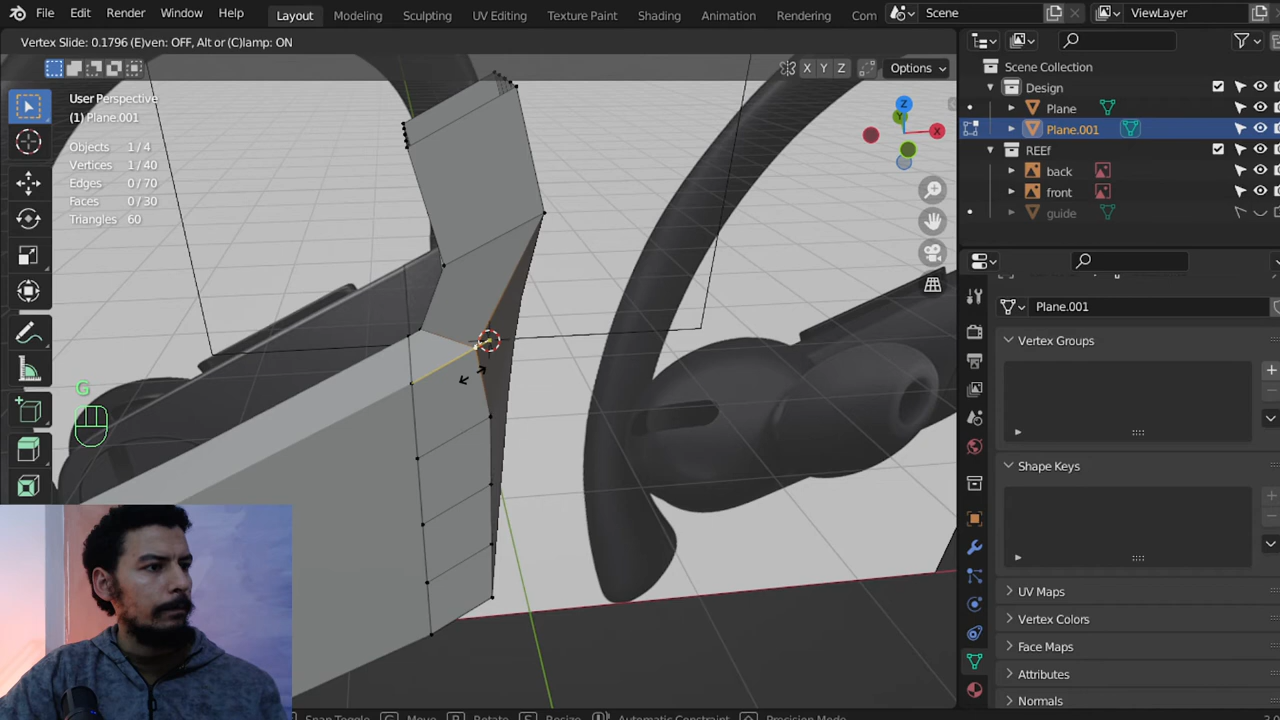 File Edit Render Window Help Layout Modeling Sculpting UV Editing Texture Paint Shading Animation Rendering Com Scene ViewLayer
Vertex Slide: 0.1796 (E)ven: OFF, Alt or (C)lamp: ON
X Y Z Options
User Perspective
(1) Plane.001
Objects 1/4
Vertices 1/40
Edges 0/70
Faces 0/30
Triangles 60
Z
Y
X
G
Scene Collection
Design
Plane
Plane.001
REEf
back
front
guide
Plane.001
Vertex Groups
Shape Keys
UV Maps
Vertex Colors
Face Maps
Attributes
Normals
Snap Toggle G Move R Rotate Resize Automatic Constraint Precision Mode